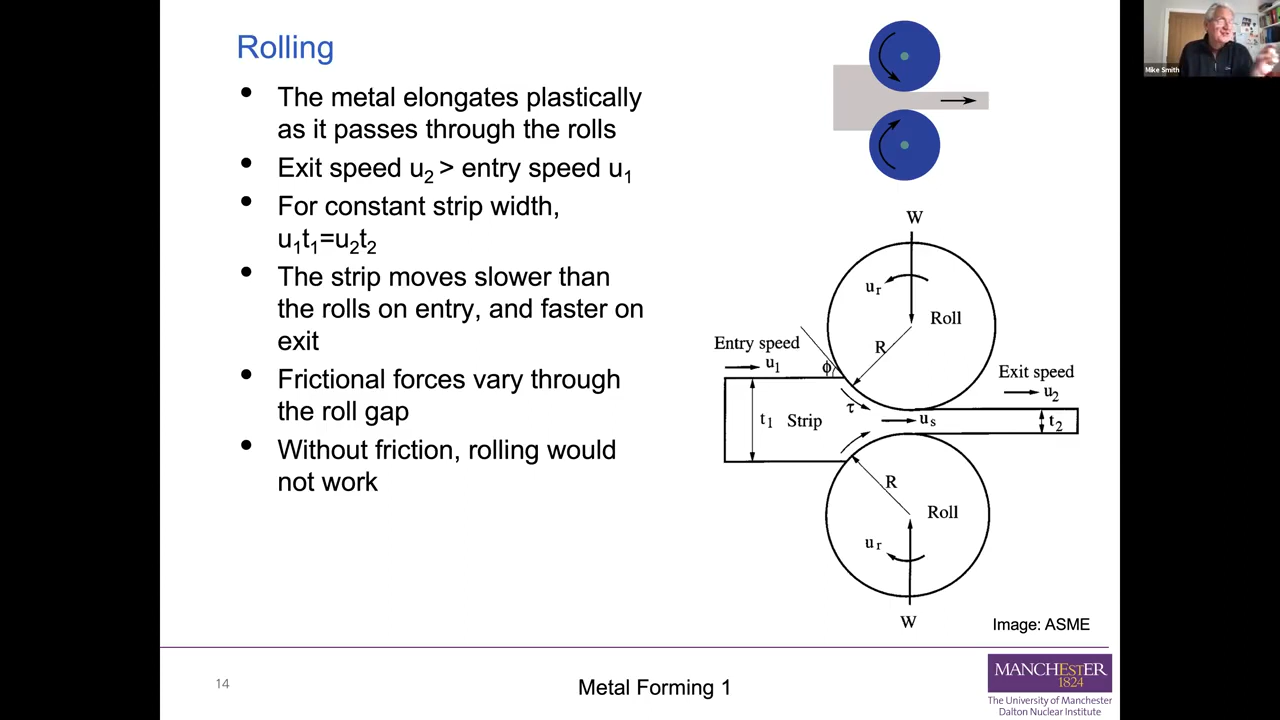 Rolling
• The metal elongates plastically
as it passes through the rolls
• Exit speed u₂ > entry speed u₁
• For constant strip width,
u₁t₁=u₂t₂
• The strip moves slower than
the rolls on entry, and faster on
exit
• Frictional forces vary through
the roll gap
• Without friction, rolling would
not work
Mike Smith
W
u r
Roll
R
Entry speed
u₁
ϕ
Exit speed
u₂
τ
t₁ Strip
u s
t₂
R
Roll
u r
W
Image: ASME
14
Metal Forming 1
MANCHESTER
1824
The University of Manchester
Dalton Nuclear Institute